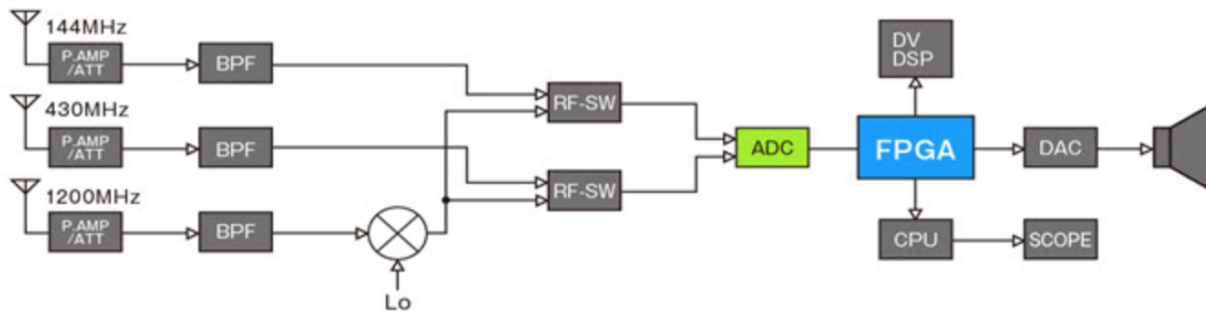 144MHz
P.AMP
/ATT
BPF
430MHz
P.AMP
/ATT
BPF
1200MHz
P.AMP
/ATT
BPF
Lo
RF-SW
RF-SW
ADC
DV
DSP
FPGA
DAC
CPU
SCOPE